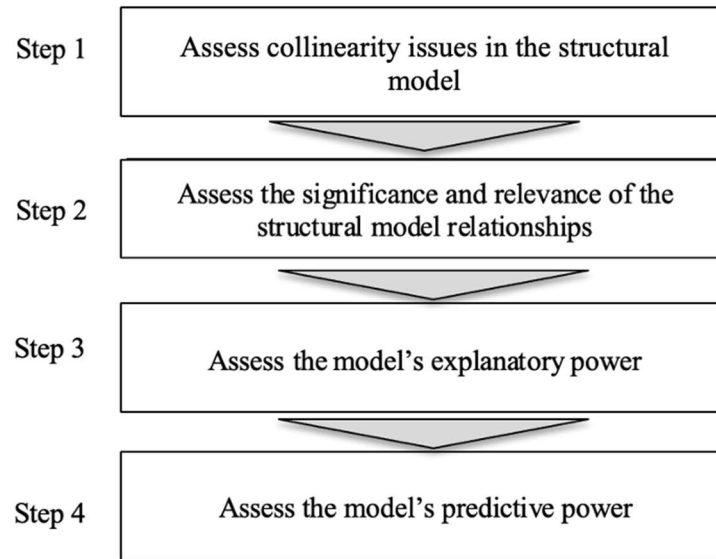 Step 1
Assess collinearity issues in the structural
model
Step 2
Assess the significance and relevance of the
structural model relationships
Step 3
Assess the model’s explanatory power
Step 4
Assess the model’s predictive power